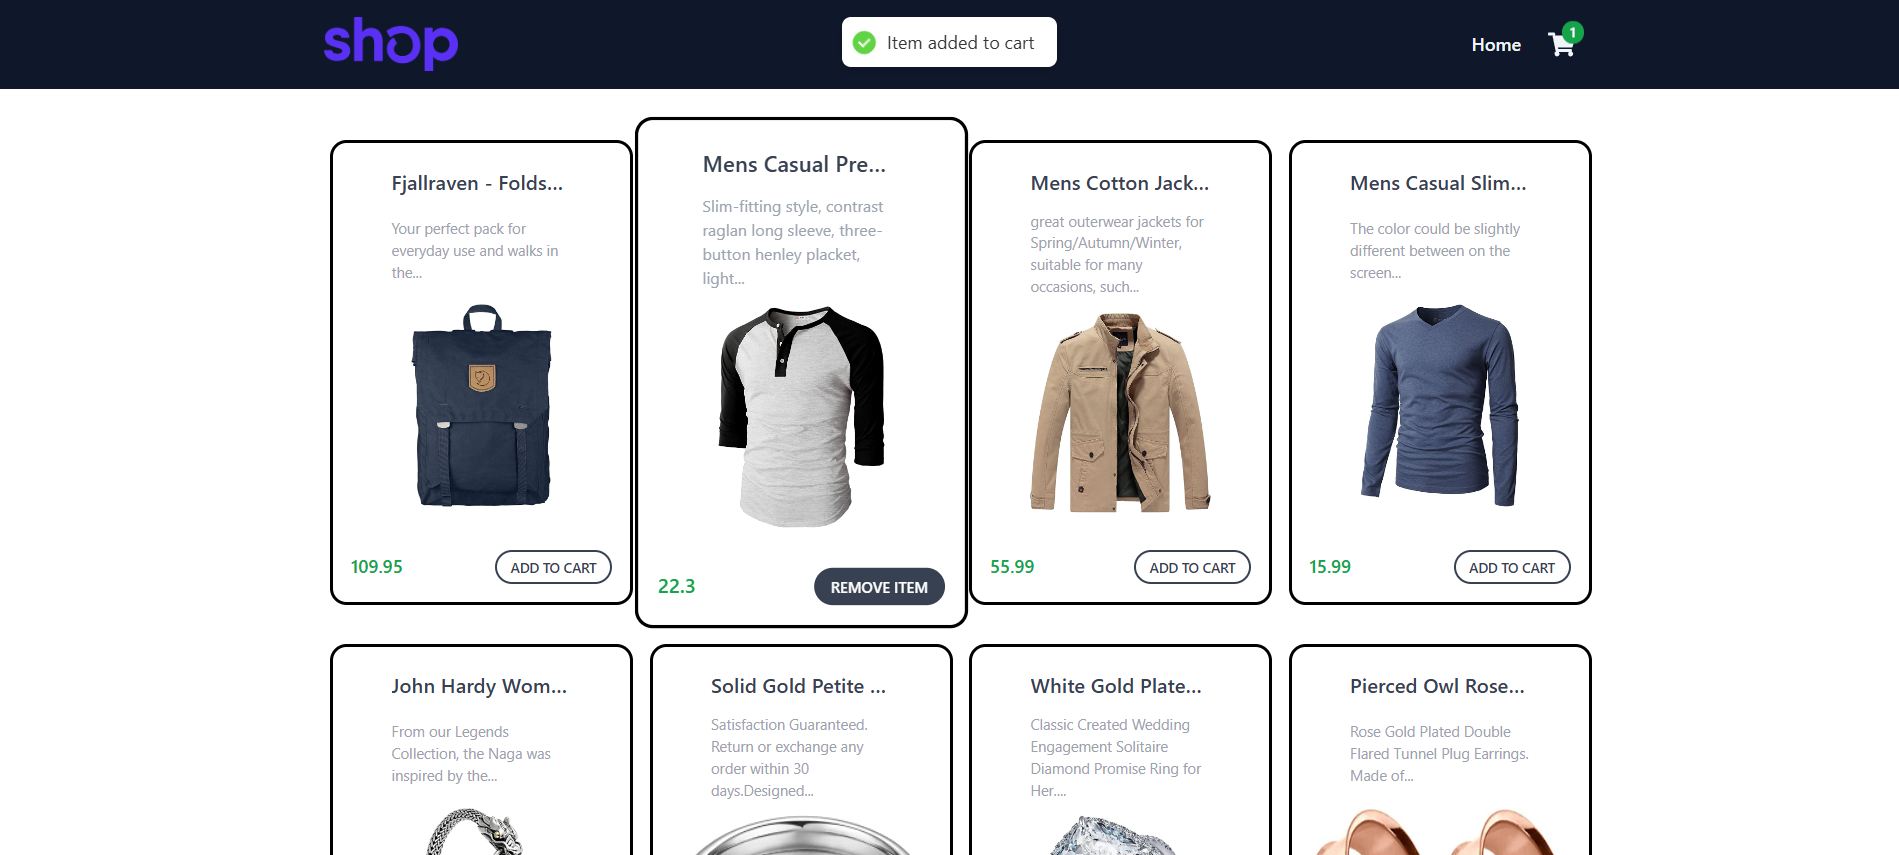 shop
Item added to cart
Home
1
Fjallraven - Folds...
Your perfect pack for
everyday use and walks in
the...
109.95
ADD TO CART
Mens Casual Pre...
Slim-fitting style, contrast
raglan long sleeve, three-
button henley placket,
light...
22.3
REMOVE ITEM
Mens Cotton Jack...
great outerwear jackets for
Spring/Autumn/Winter,
suitable for many
occasions, such...
55.99
ADD TO CART
Mens Casual Slim...
The color could be slightly
different between on the
screen...
15.99
ADD TO CART
John Hardy Wom...
From our Legends
Collection, the Naga was
inspired by the...
Solid Gold Petite ...
Satisfaction Guaranteed.
Return or exchange any
order within 30
days.Designed...
White Gold Plate...
Classic Created Wedding
Engagement Solitaire
Diamond Promise Ring for
Her....
Pierced Owl Rose...
Rose Gold Plated Double
Flared Tunnel Plug Earrings.
Made of...